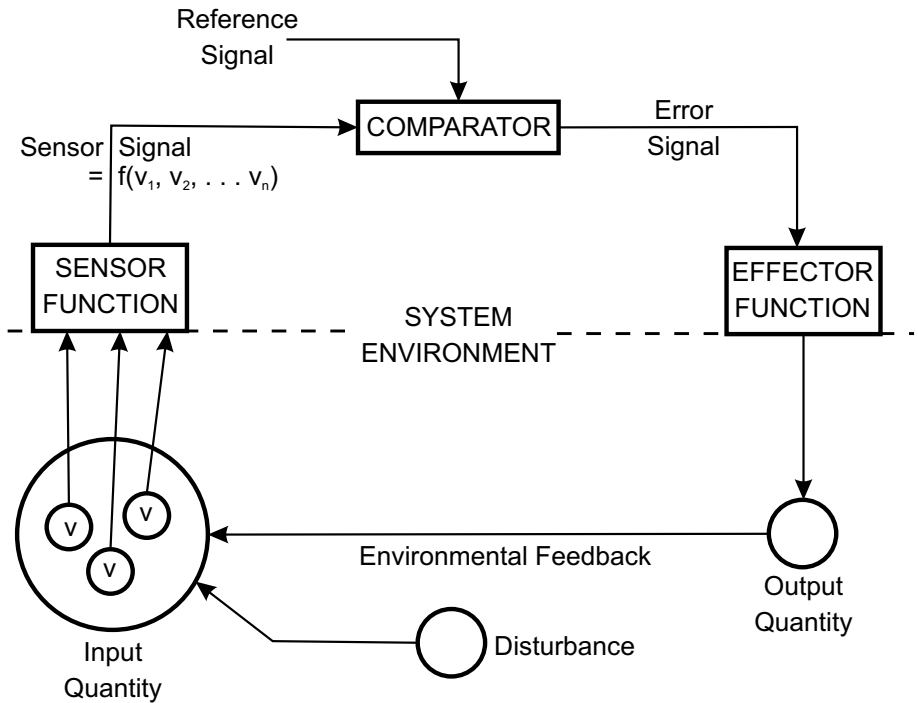 Reference
Signal
COMPARATOR
Error
Signal
Sensor Signal
= f(v₁, v₂, . . . vₙ)
SENSOR
FUNCTION
EFFECTOR
FUNCTION
SYSTEM
ENVIRONMENT
v
v
v
Environmental Feedback
Output
Quantity
Disturbance
Input
Quantity